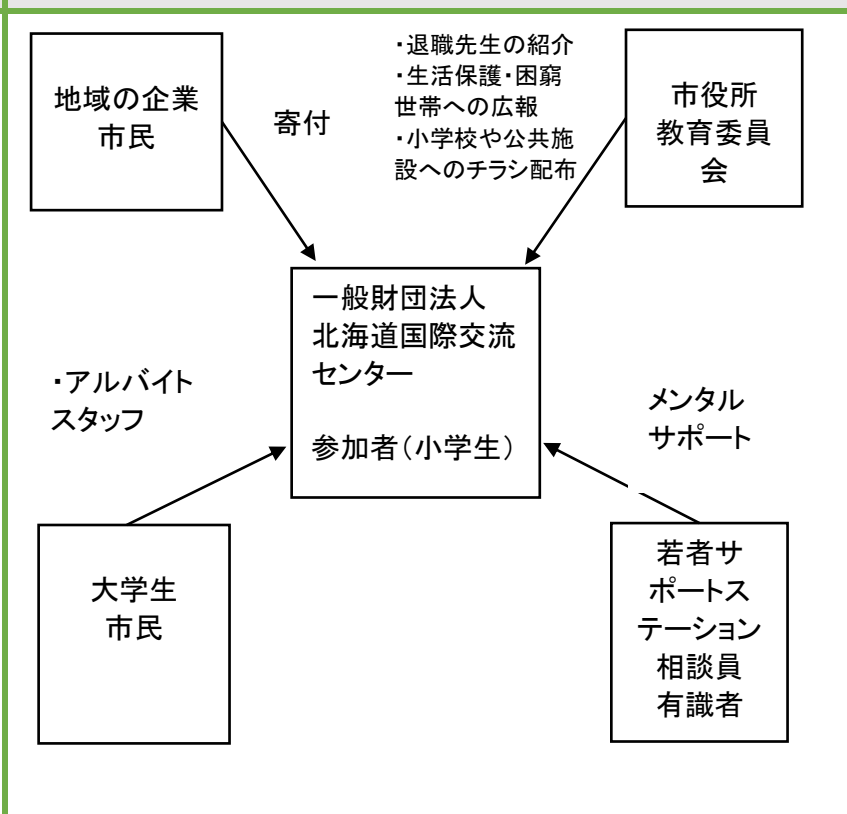 地域の企業
市民
寄付
・退職先生の紹介
・生活保護・困窮
世帯への広報
・小学校や公共施
設へのチラシ配布
市役所
教育委員
会
一般財団法人
北海道国際交流
センター
参加者(小学生)
・アルバイト
スタッフ
メンタル
サポート
大学生
市民
若者サ
ポートス
テーション
相談員
有識者